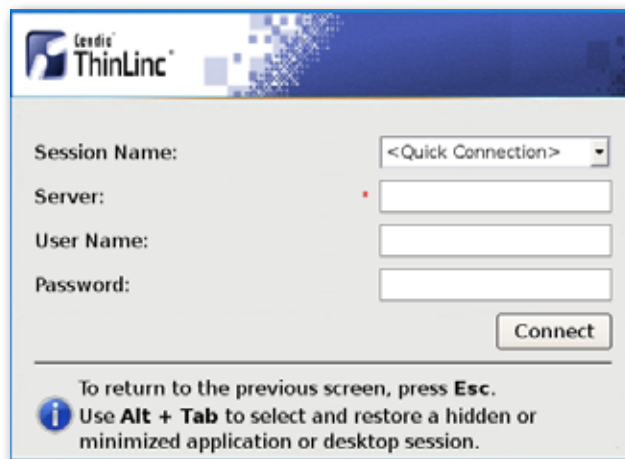 Cendio
ThinLinc
Session Name: <Quick Connection>
Server: *
User Name:
Password:
Connect
To return to the previous screen, press Esc.
Use Alt + Tab to select and restore a hidden or
minimized application or desktop session.